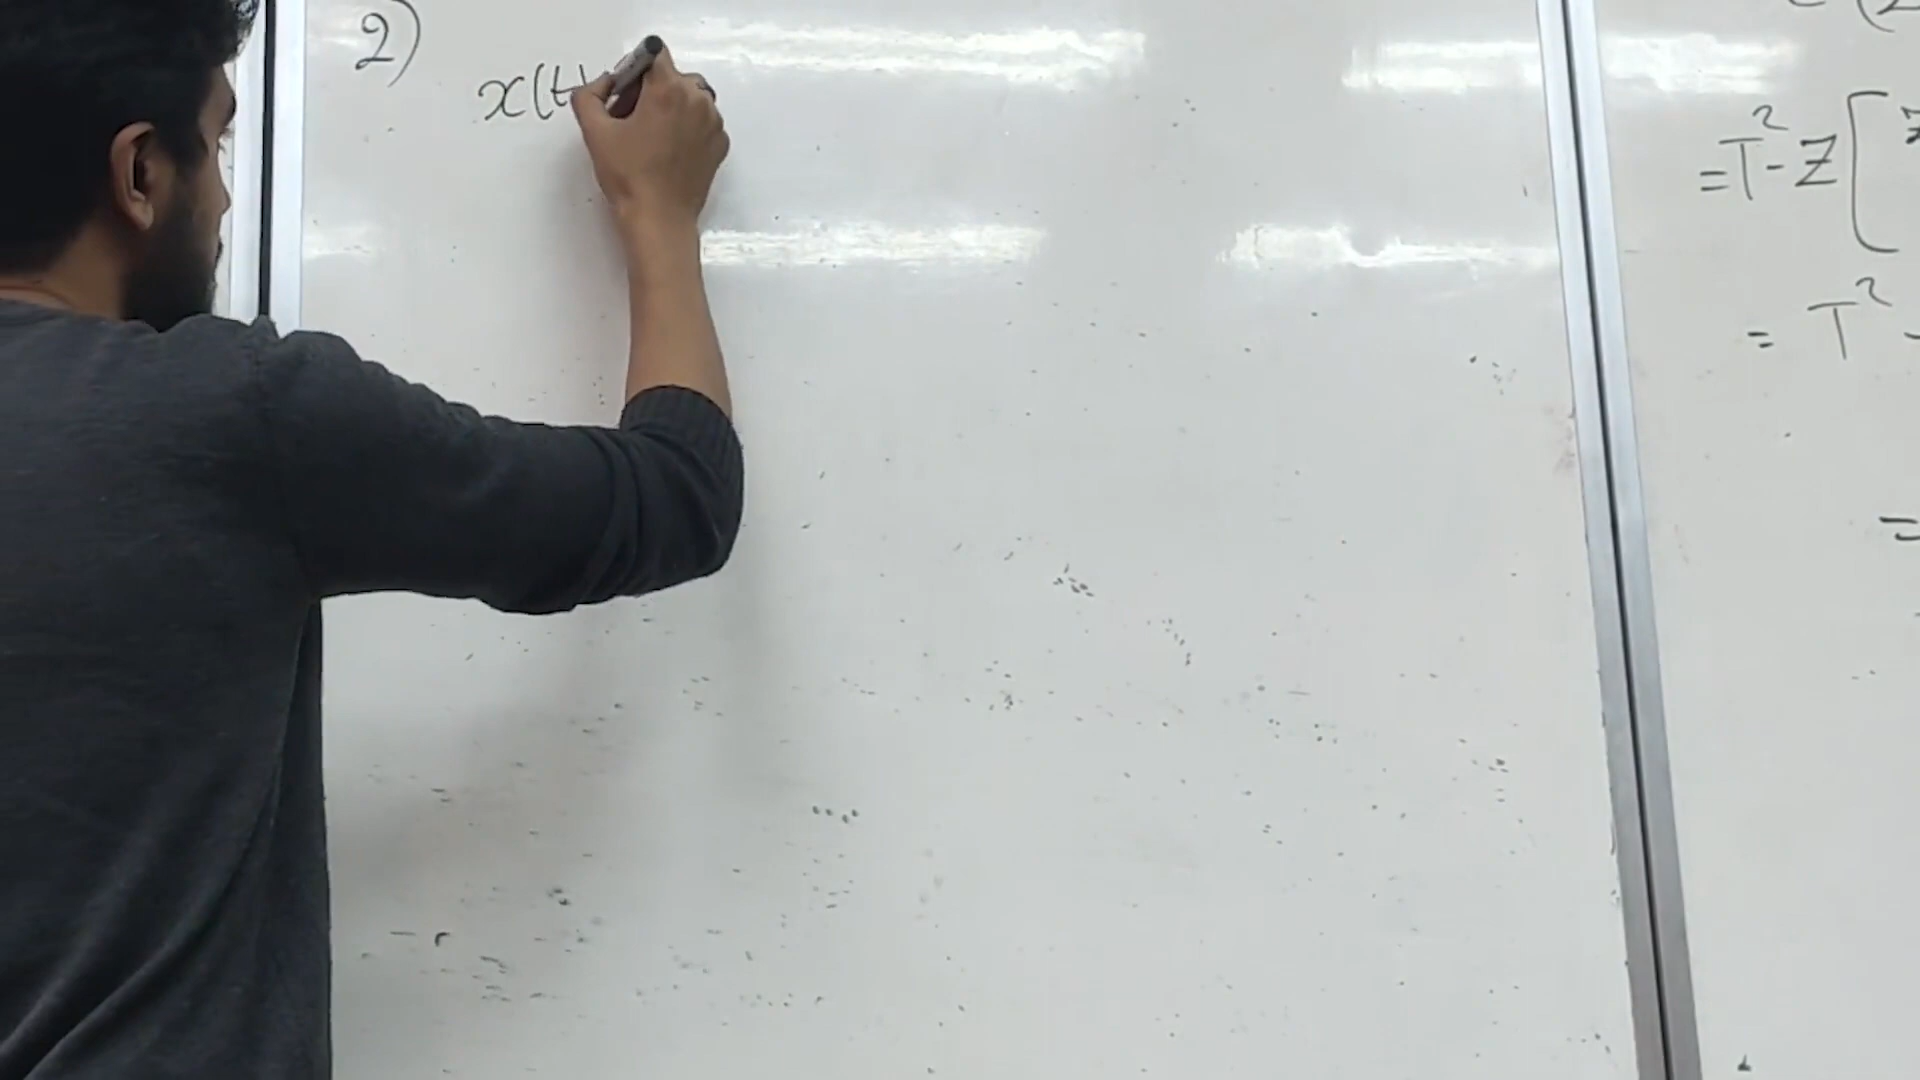 2)
x(t)
= T² - Z [ z
= T² -
=